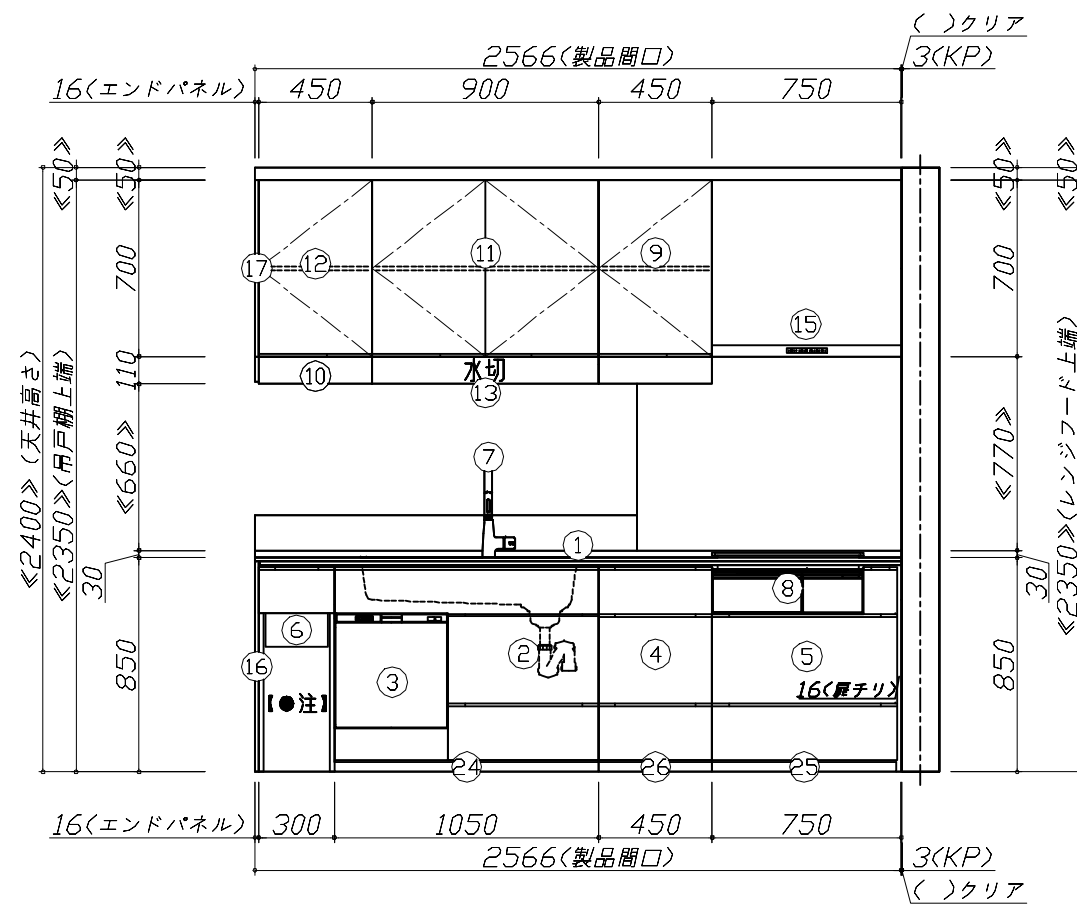 ( )クリア
2566(製品間口)
3(KP)
16(エンドパネル)
450
900
450
750
≪50≫
≪50≫
≪50≫
≪50≫
700
700
17
12
11
9
15
110
10
水切
13
≪2400≫(天井高さ)
≪2350≫(吊戸棚上端)
≪660≫
≪770≫
≪2350≫(レンジフード上端)
7
1
30
30
8
6
2
4
5
16
3
16(扉チリ)
【●注】
850
850
24
26
25
16(エンドパネル)
300
1050
450
750
2566(製品間口)
3(KP)
( )クリア